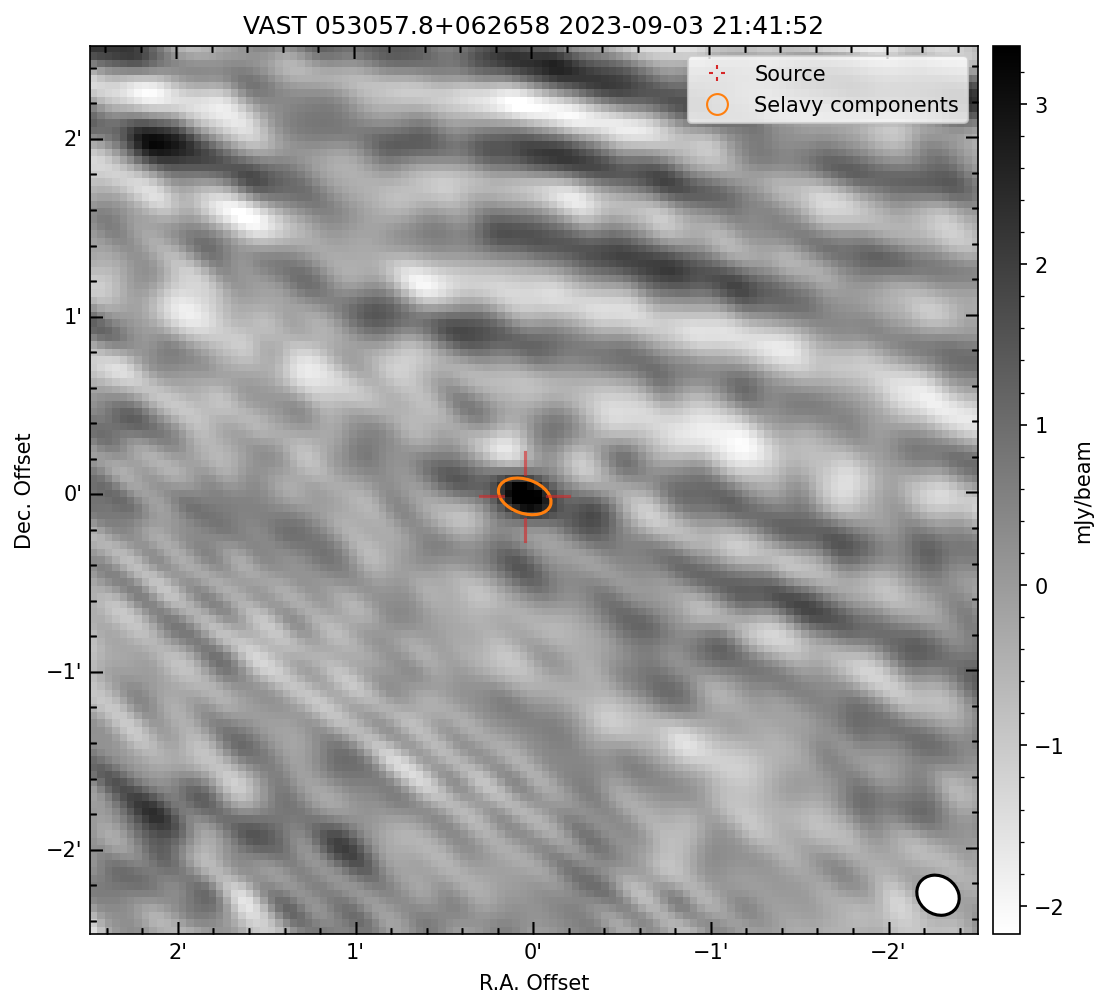 VAST 053057.8+062658 2023-09-03 21:41:52
Source
Selavy components
2'
1'
0'
−1'
−2'
Dec. Offset
2'
1'
0'
−1'
−2'
R.A. Offset
3
2
1
0
−1
−2
mJy/beam